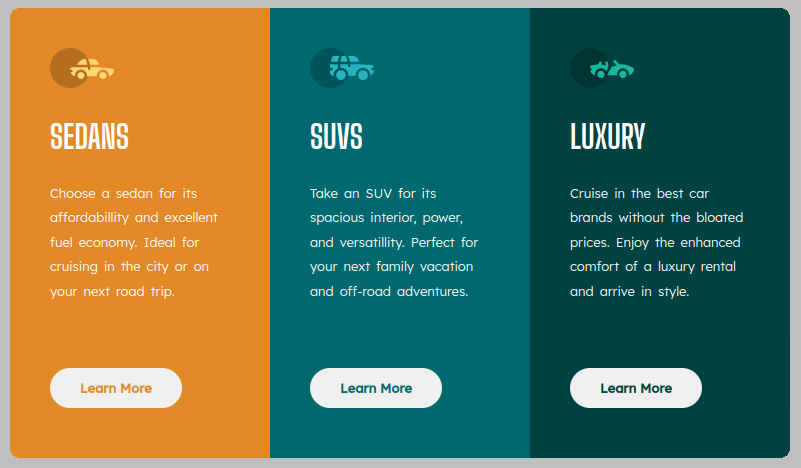 SEDANS
Choose a sedan for its
affordabillity and excellent
fuel economy. Ideal for
cruising in the city or on
your next road trip.
Learn More
SUVS
Take an SUV for its
spacious interior, power,
and versatillity. Perfect for
your next family vacation
and off-road adventures.
Learn More
LUXURY
Cruise in the best car
brands without the bloated
prices. Enjoy the enhanced
comfort of a luxury rental
and arrive in style.
Learn More